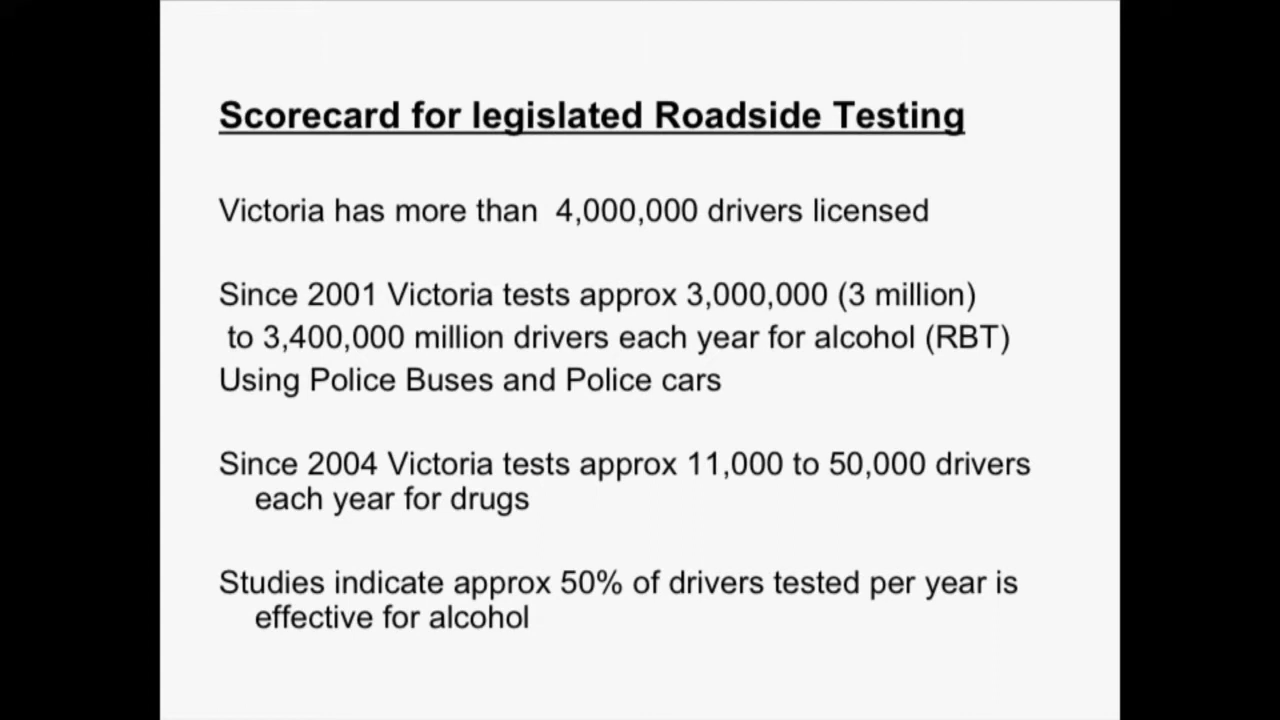 Scorecard for legislated Roadside Testing
Victoria has more than  4,000,000 drivers licensed
Since 2001 Victoria tests approx 3,000,000 (3 million)
to 3,400,000 million drivers each year for alcohol (RBT)
Using Police Buses and Police cars
Since 2004 Victoria tests approx 11,000 to 50,000 drivers
each year for drugs
Studies indicate approx 50% of drivers tested per year is
effective for alcohol